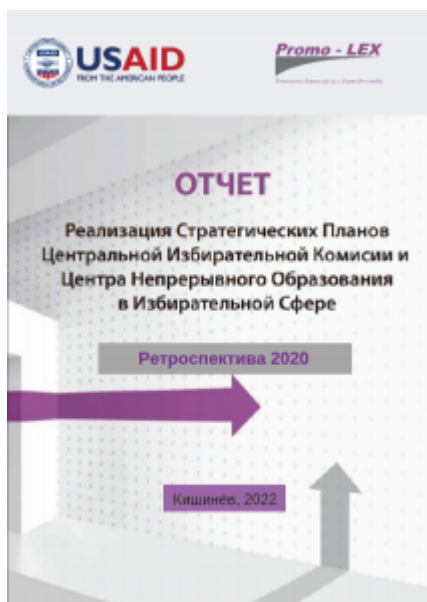 USAID
FROM THE AMERICAN PEOPLE
Promo - LEX
ОТЧЕТ
Реализация Стратегических Планов
Центральной Избирательной Комисии и
Центра Непрерывного Образования
в Избирательной Сфере
Ретроспектива 2020
Кишинёв, 2022